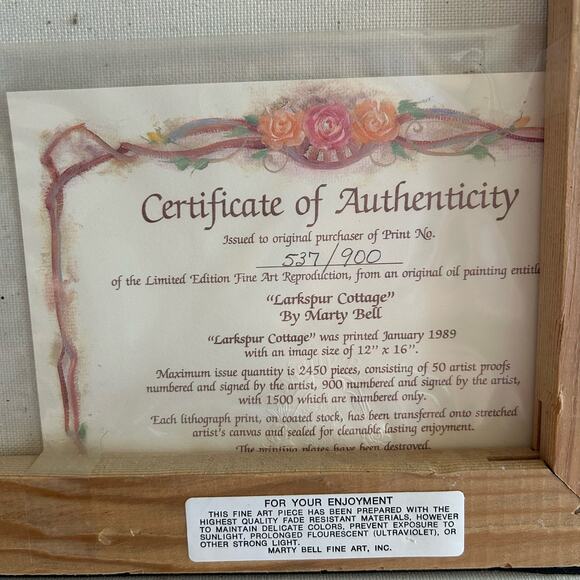 Certificate of Authenticity
Issued to original purchaser of Print No.
537/900
of the Limited Edition Fine Art Reproduction, from an original oil painting
"Larkspur Cottage"
By Marty Bell
"Larkspur Cottage" was printed January 1989
with an image size of 12" x 16".
Maximum issue quantity is 2450 pieces, consisting of 50 artist proofs
numbered and signed by the artist, 900 numbered and signed by the artist,
with 1500 which are numbered only.
Each lithograph print, on coated stock, has been transferred onto stretched
artist's canvas and sealed for cleanable lasting enjoyment.
The printing plates have been destroyed.
FOR YOUR ENJOYMENT
THIS FINE ART PIECE HAS BEEN PREPARED WITH THE
HIGHEST QUALITY FADE RESISTANT MATERIALS, HOWEVER
TO MAINTAIN DELICATE COLORS, PREVENT EXPOSURE TO
SUNLIGHT, PROLONGED FLOURESCENT (ULTRAVIOLET), OR
OTHER STRONG LIGHT.
MARTY BELL FINE ART, INC.